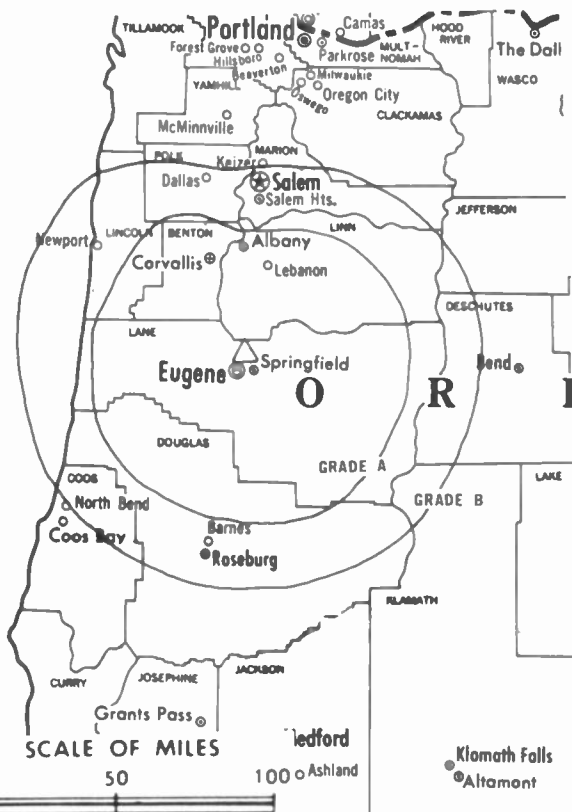 TILLAMOOK
Portland
Camas
HOOD
RIVER
Forest Grove
Hillsboro
Parkrose
MULT-
NOMAH
The Dall
Beaverton
Milwaukie
YAMHILL
Oswego
Oregon City
WASCO
CLACKAMAS
McMinnville
MARION
POLK
Keizer
Dallas
Salem
Salem Hts.
JEFFERSON
LINCOLN
BENTON
LINN
Newport
Albany
Corvallis
Lebanon
DESCHUTES
LANE
Eugene
Springfield
Bend
O R
DOUGLAS
GRADE A
COOS
LAKE
North Bend
GRADE B
Coos Bay
Barnes
Roseburg
KLAMATH
CURRY
JOSEPHINE
JACKSON
Grants Pass
SCALE OF MILES
edford
Klamath Falls
50
100
Ashland
Altamont